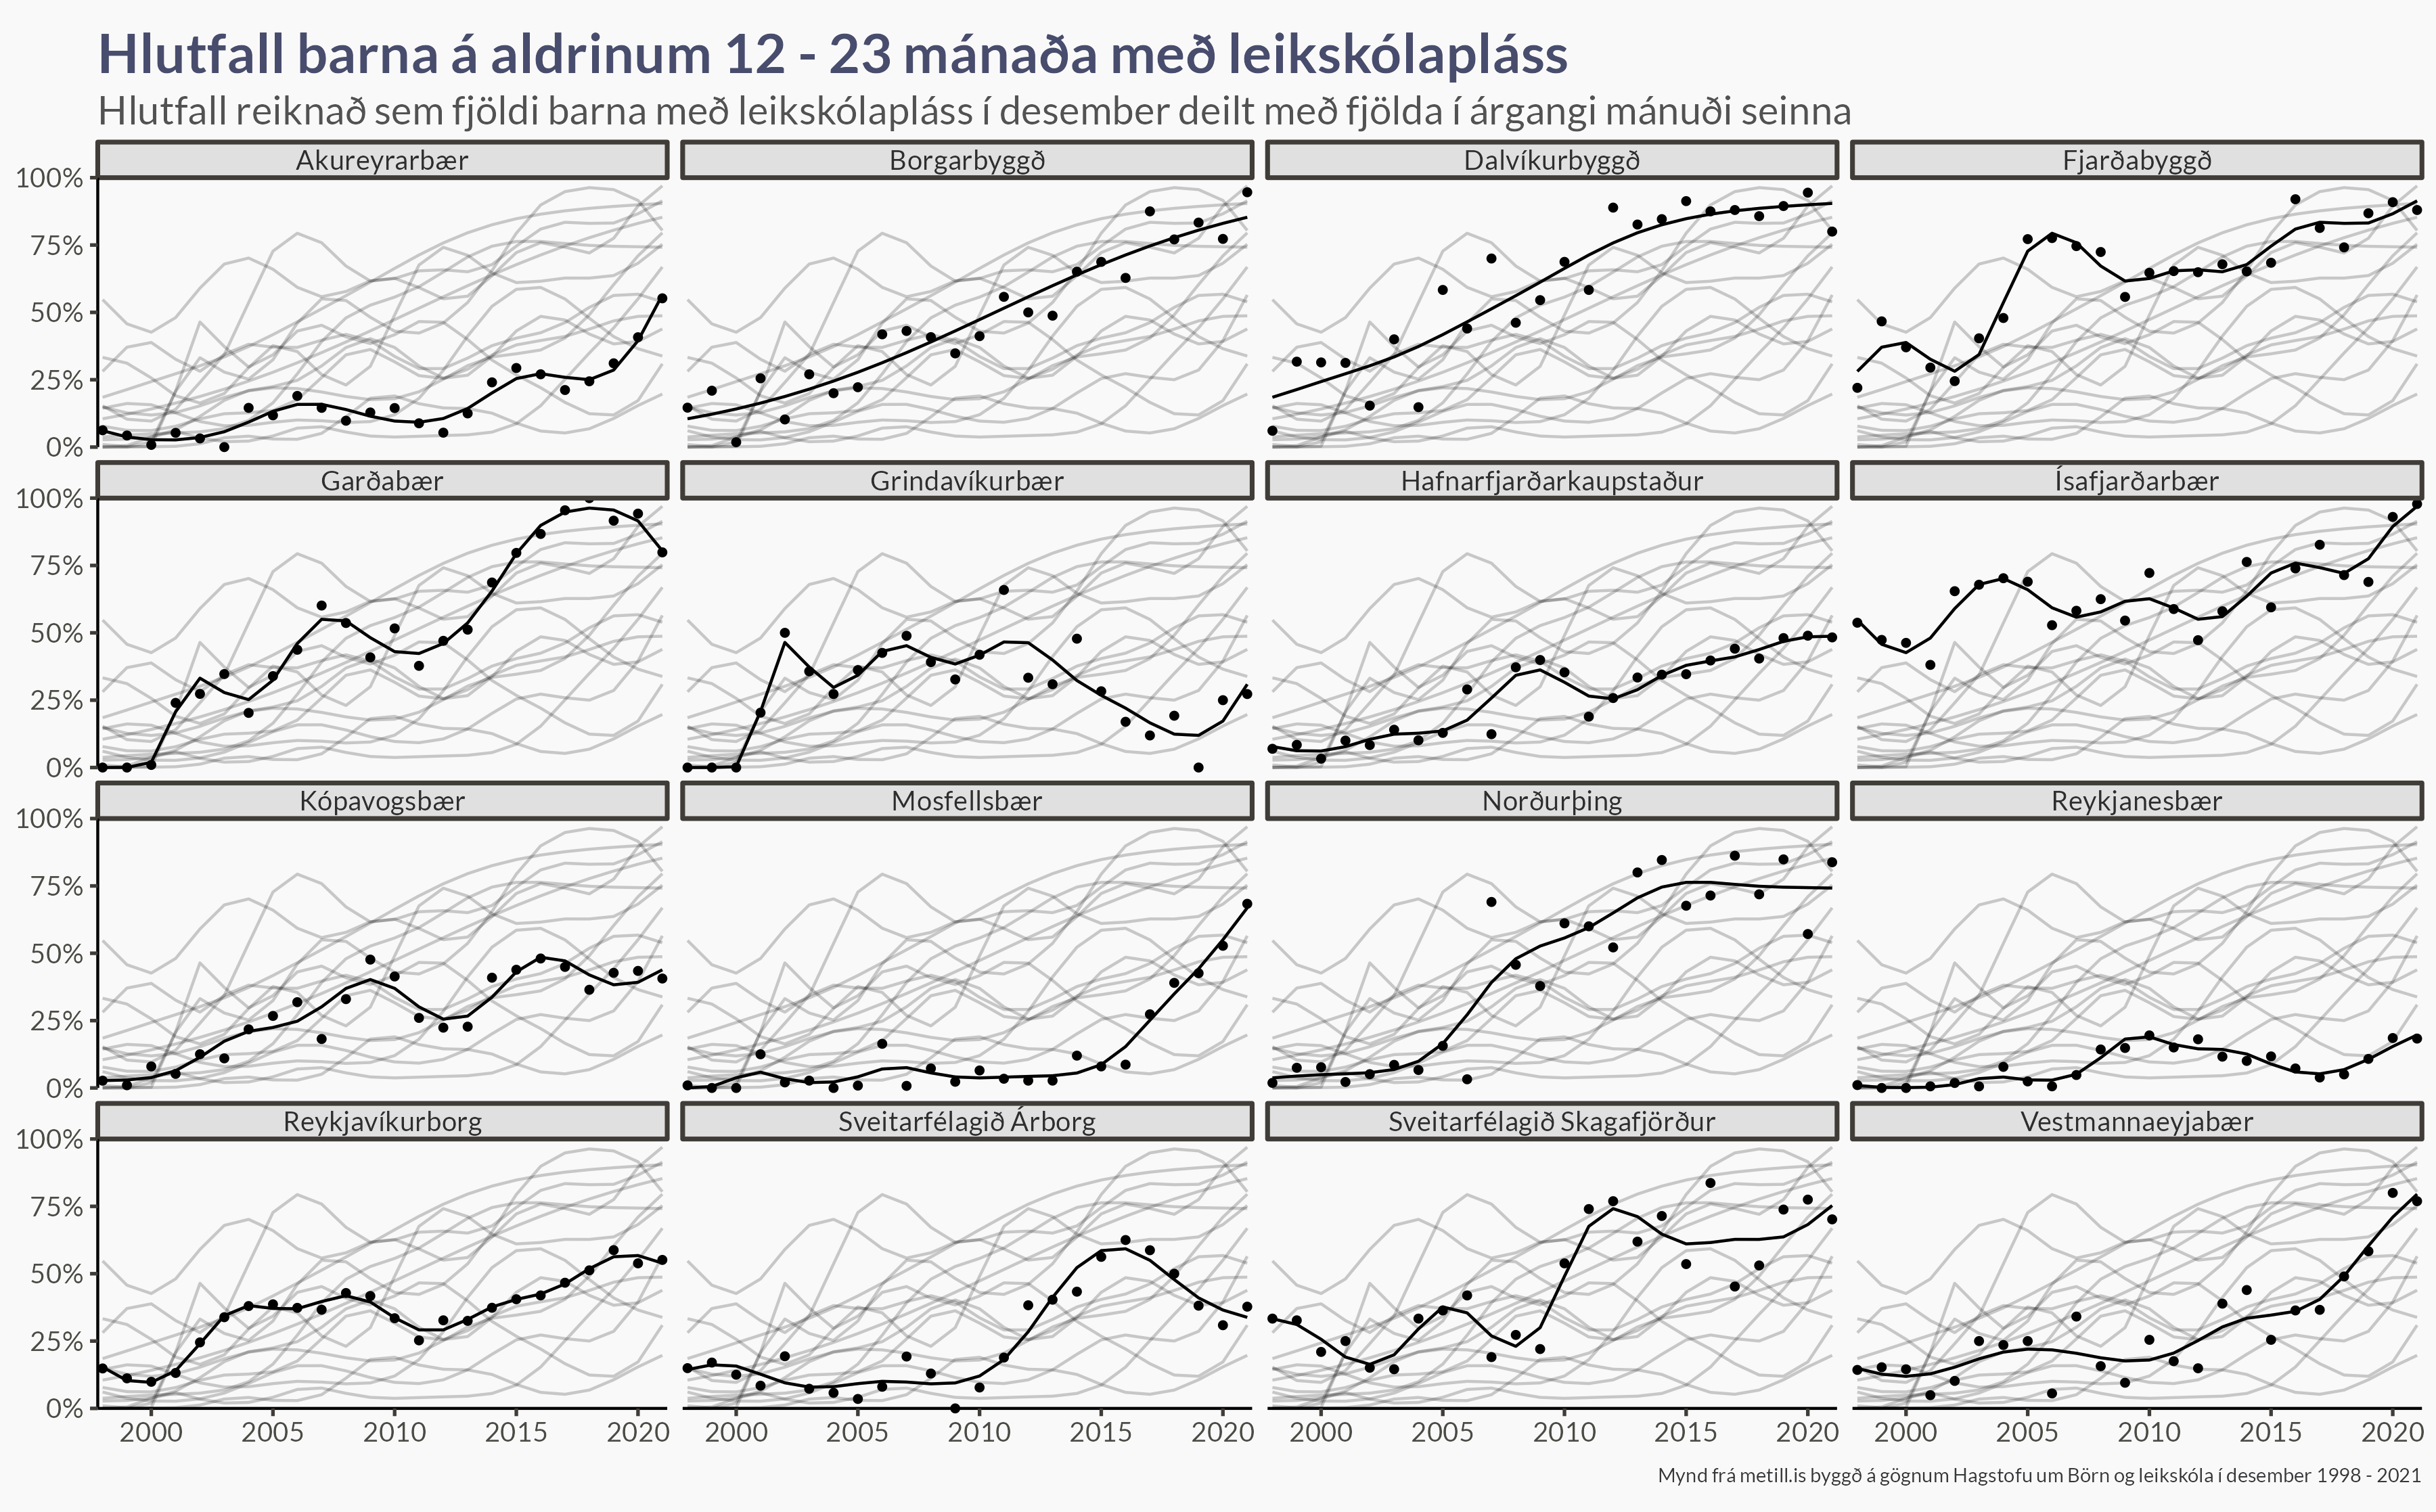 Hlutfall barna á aldrinum 12 - 23 mánaða með leikskólapláss
Hlutfall reiknað sem fjöldi barna með leikskólapláss í desember deilt með fjölda í árgangi mánuði seinna
Akureyrarbær Borgarbyggð Dalvíkurbyggð Fjarðabyggð
100%
75%
50%
25%
0%
Garðabær Grindavíkurbær Hafnarfjarðarkaupstaður Ísafjarðarbær
100%
75%
50%
25%
0%
Kópavogsbær Mosfellsbær Norðurþing Reykjanesbær
100%
75%
50%
25%
0%
Reykjavíkurborg Sveitarfélagið Árborg Sveitarfélagið Skagafjörður Vestmannaeyjabær
100%
75%
50%
25%
0%
2000 2005 2010 2015 2020 2000 2005 2010 2015 2020 2000 2005 2010 2015 2020 2000 2005 2010 2015 2020
Mynd frá metill.is byggð á gögnum Hagstofu um Börn og leikskóla í desember 1998 - 2021